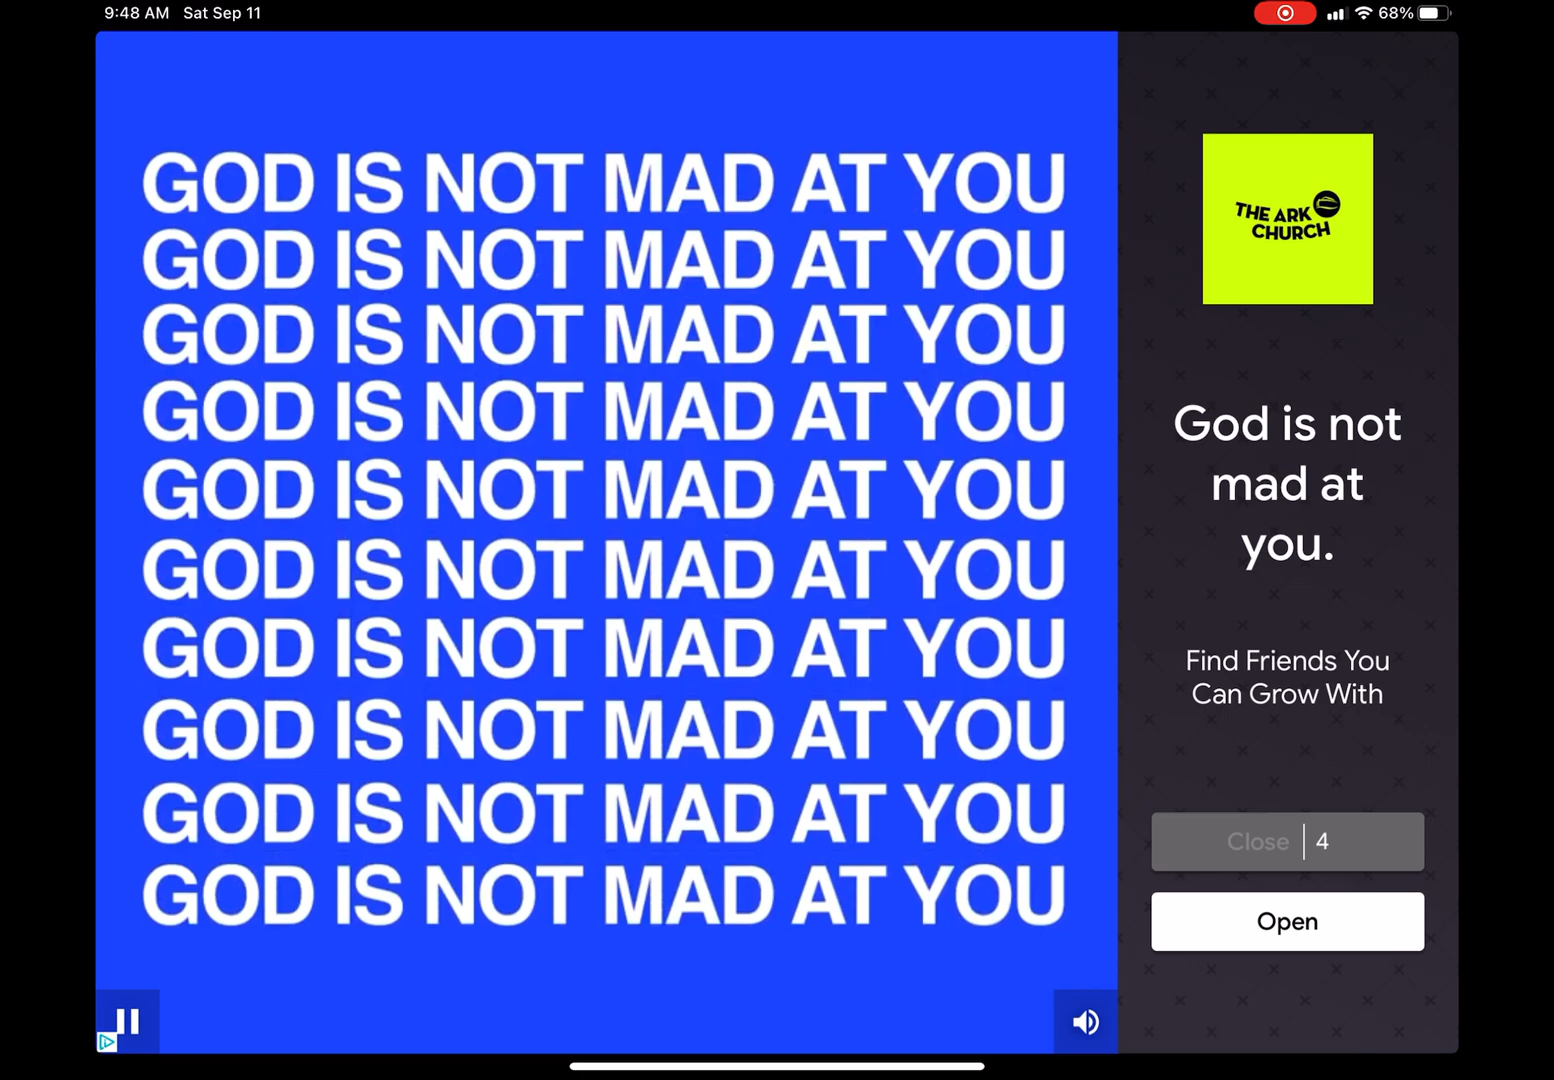 9:48 AM Sat Sep 11
68%
GOD IS NOT MAD AT YOU
GOD IS NOT MAD AT YOU
GOD IS NOT MAD AT YOU
GOD IS NOT MAD AT YOU
GOD IS NOT MAD AT YOU
GOD IS NOT MAD AT YOU
GOD IS NOT MAD AT YOU
GOD IS NOT MAD AT YOU
GOD IS NOT MAD AT YOU
GOD IS NOT MAD AT YOU
THE ARK
CHURCH
God is not
mad at
you.
Find Friends You
Can Grow With
Close | 4
Open